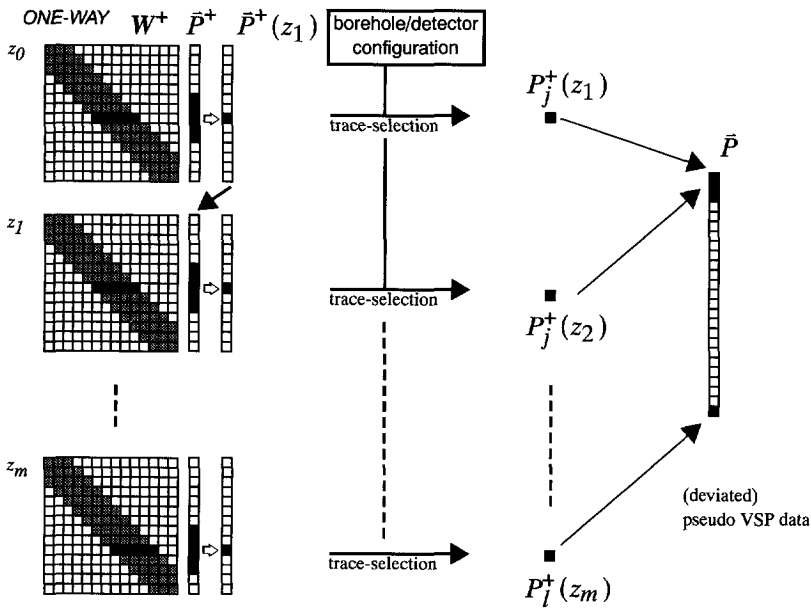 ONE-WAY W⁺ P⃗⁺ P⃗⁺(z₁)
borehole/detector
configuration
z₀
P⁺ⱼ(z₁)
trace-selection
P⃗
z₁
trace-selection
P⁺ⱼ(z₂)
zₘ
(deviated)
pseudo VSP data
trace-selection
P⁺ₗ(zₘ)